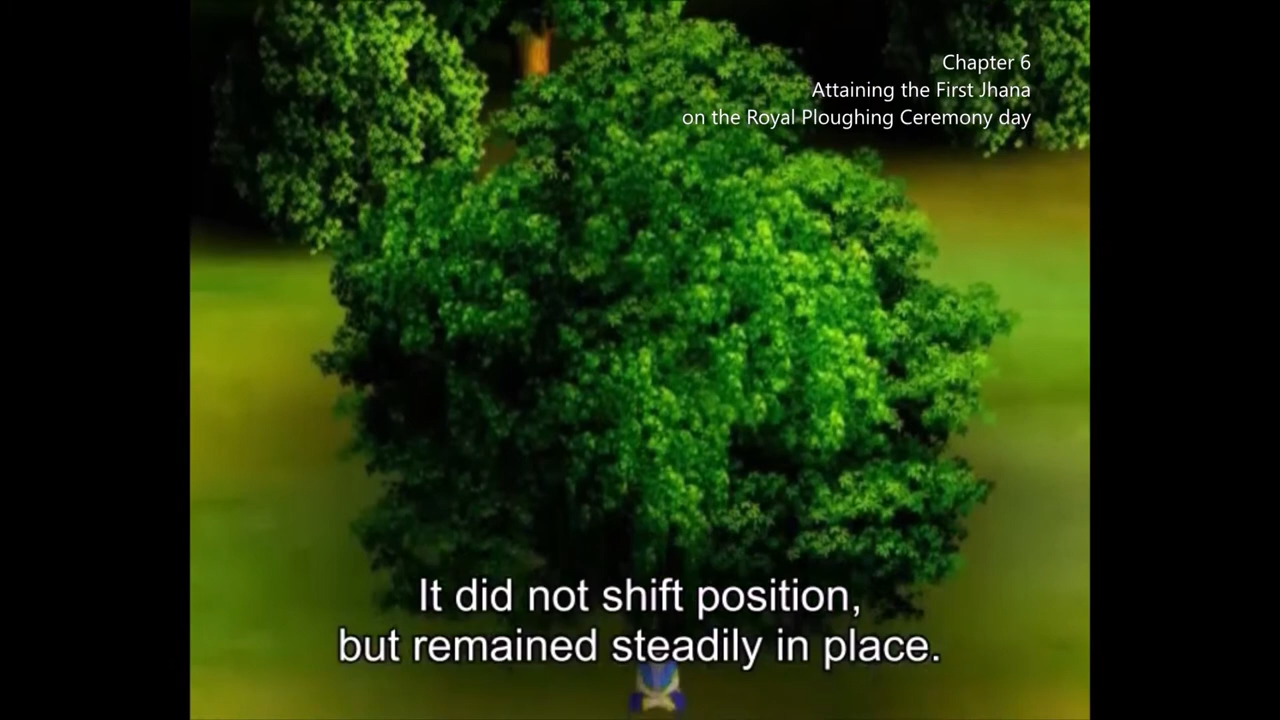 Chapter 6
Attaining the First Jhana
on the Royal Ploughing Ceremony day
It did not shift position,
but remained steadily in place.